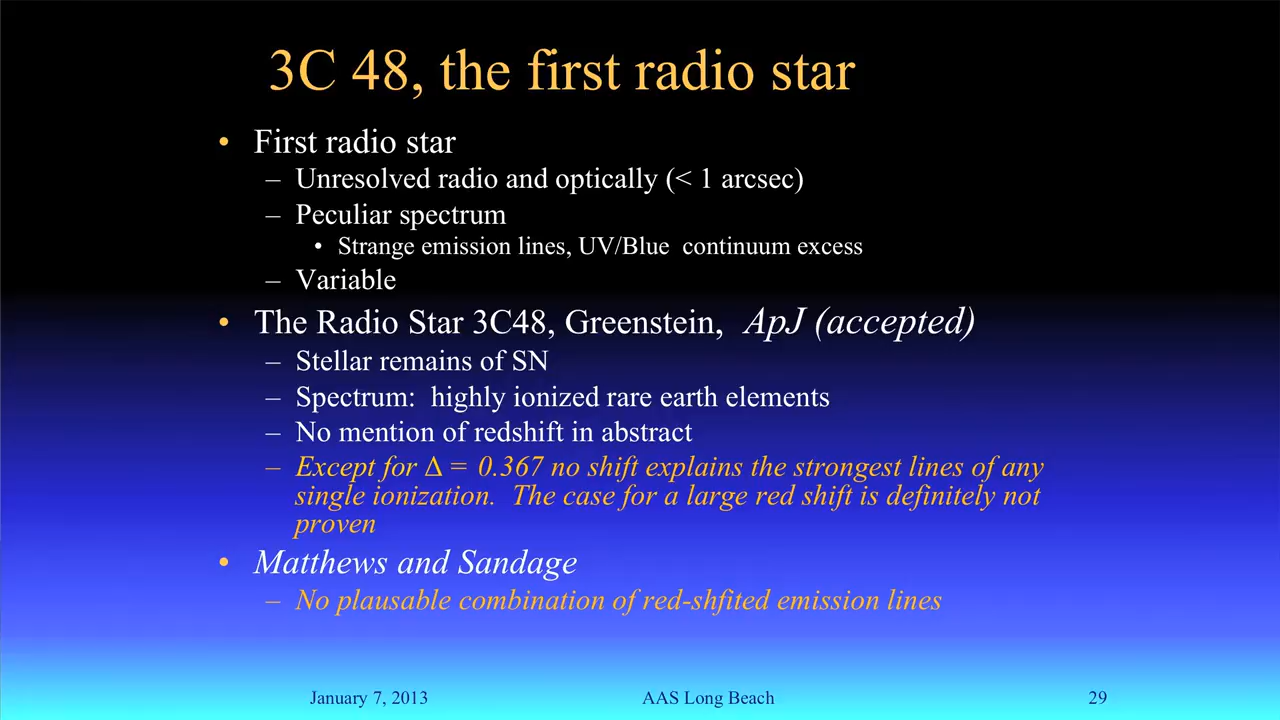 3C 48, the first radio star
• First radio star
– Unresolved radio and optically (< 1 arcsec)
– Peculiar spectrum
• Strange emission lines, UV/Blue continuum excess
– Variable
• The Radio Star 3C48, Greenstein, ApJ (accepted)
– Stellar remains of SN
– Spectrum: highly ionized rare earth elements
– No mention of redshift in abstract
– Except for Δ = 0.367 no shift explains the strongest lines of any
single ionization. The case for a large red shift is definitely not
proven
• Matthews and Sandage
– No plausable combination of red-shfited emission lines
January 7, 2013 AAS Long Beach 29